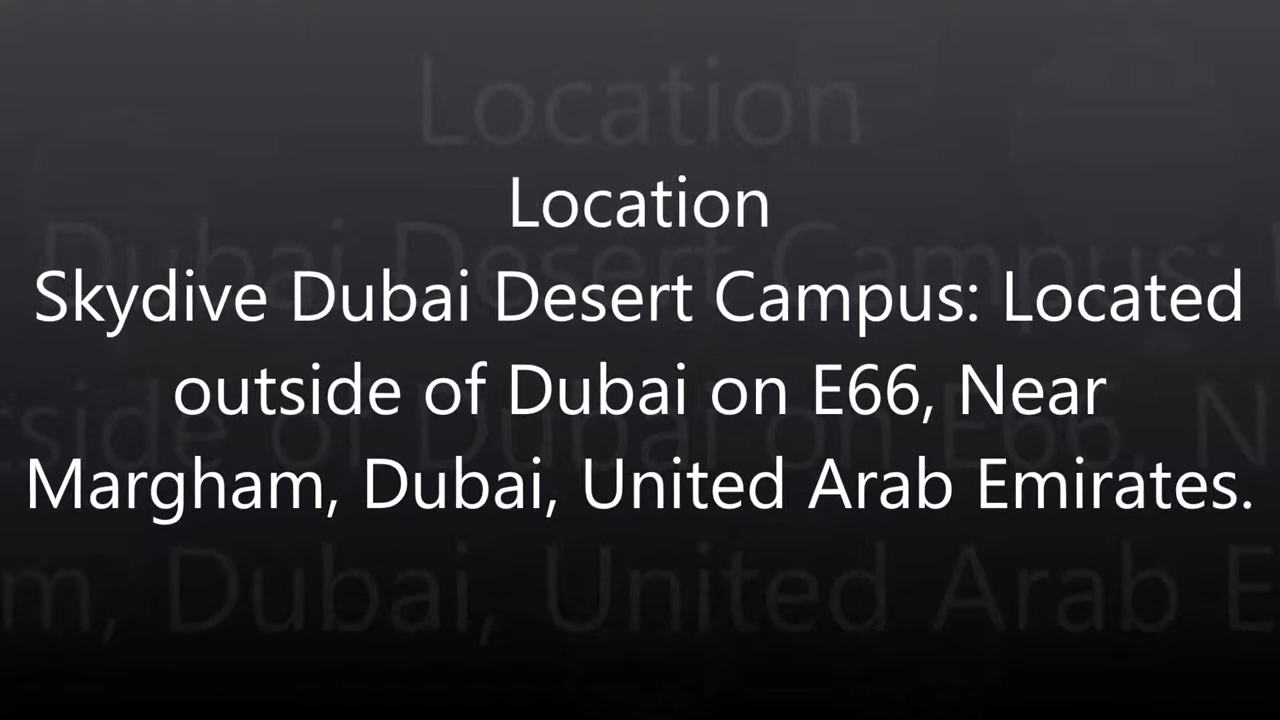 Location
Skydive Dubai Desert Campus: Located
outside of Dubai on E66, Near
Margham, Dubai, United Arab Emirates.